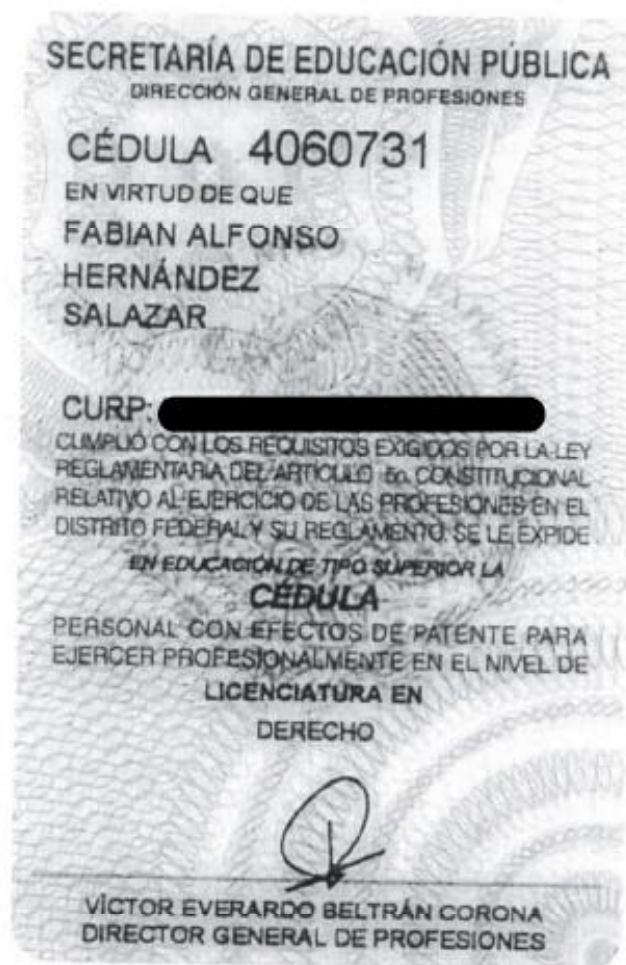 SECRETARÍA DE EDUCACIÓN PÚBLICA
DIRECCIÓN GENERAL DE PROFESIONES
CÉDULA 4060731
EN VIRTUD DE QUE
FABIAN ALFONSO
HERNÁNDEZ
SALAZAR
CURP:
CUMPLIÓ CON LOS REQUISITOS EXIGIDOS POR LA LEY
REGLAMENTARIA DEL ARTÍCULO 5o. CONSTITUCIONAL
RELATIVO AL EJERCICIO DE LAS PROFESIONES EN EL
DISTRITO FEDERAL Y SU REGLAMENTO SE LE EXPIDE
EN EDUCACIÓN DE TIPO SUPERIOR LA
CÉDULA
PERSONAL CON EFECTOS DE PATENTE PARA
EJERCER PROFESIONALMENTE EN EL NIVEL DE
LICENCIATURA EN
DERECHO
VÍCTOR EVERARDO BELTRÁN CORONA
DIRECTOR GENERAL DE PROFESIONES